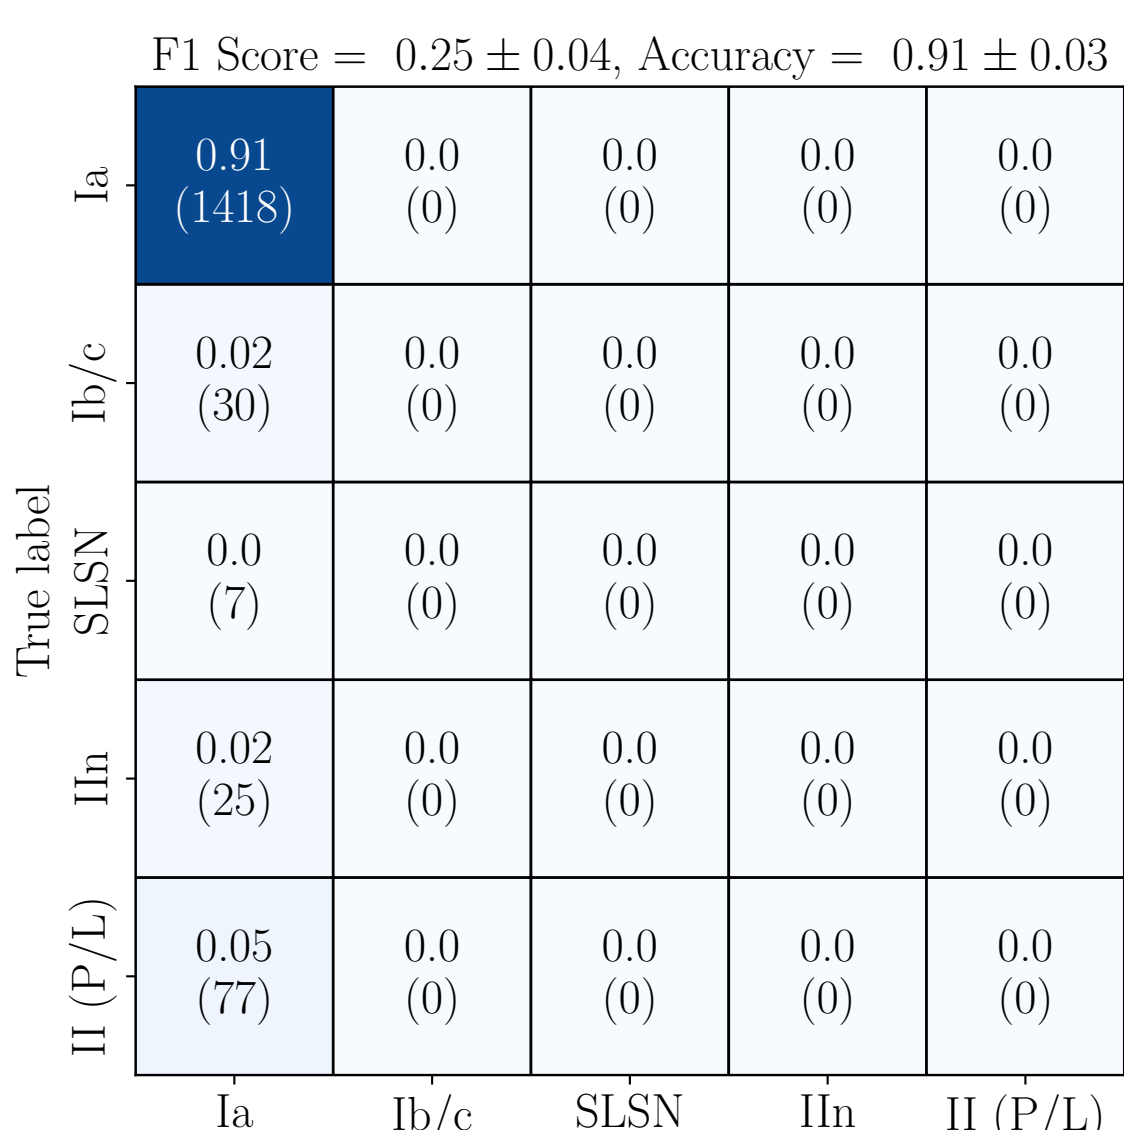 F1 Score = 0.25 ± 0.04, Accuracy = 0.91 ± 0.03
Ia
0.91 0.0 0.0 0.0 0.0
(1418) (0) (0) (0) (0)
Ib/c
0.02 0.0 0.0 0.0 0.0
(30) (0) (0) (0) (0)
True label
SLSN
0.0 0.0 0.0 0.0 0.0
(7) (0) (0) (0) (0)
IIn
0.02 0.0 0.0 0.0 0.0
(25) (0) (0) (0) (0)
II (P/L)
0.05 0.0 0.0 0.0 0.0
(77) (0) (0) (0) (0)
Ia Ib/c SLSN IIn II (P/L)